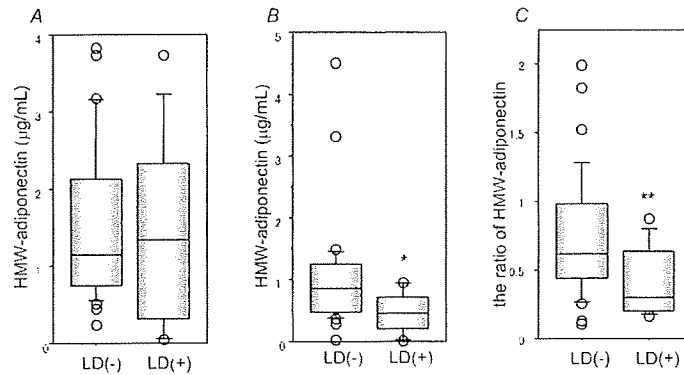 A
HMW-adiponectin (µg/mL)
4
3
2
1
0
LD(-) LD(+)
B
HMW-adiponectin (µg/mL)
5
4
3
2
1
0
*
LD(-) LD(+)
C
the ratio of HMW-adiponectin
2
1.5
1
0.5
0
**
LD(-) LD(+)